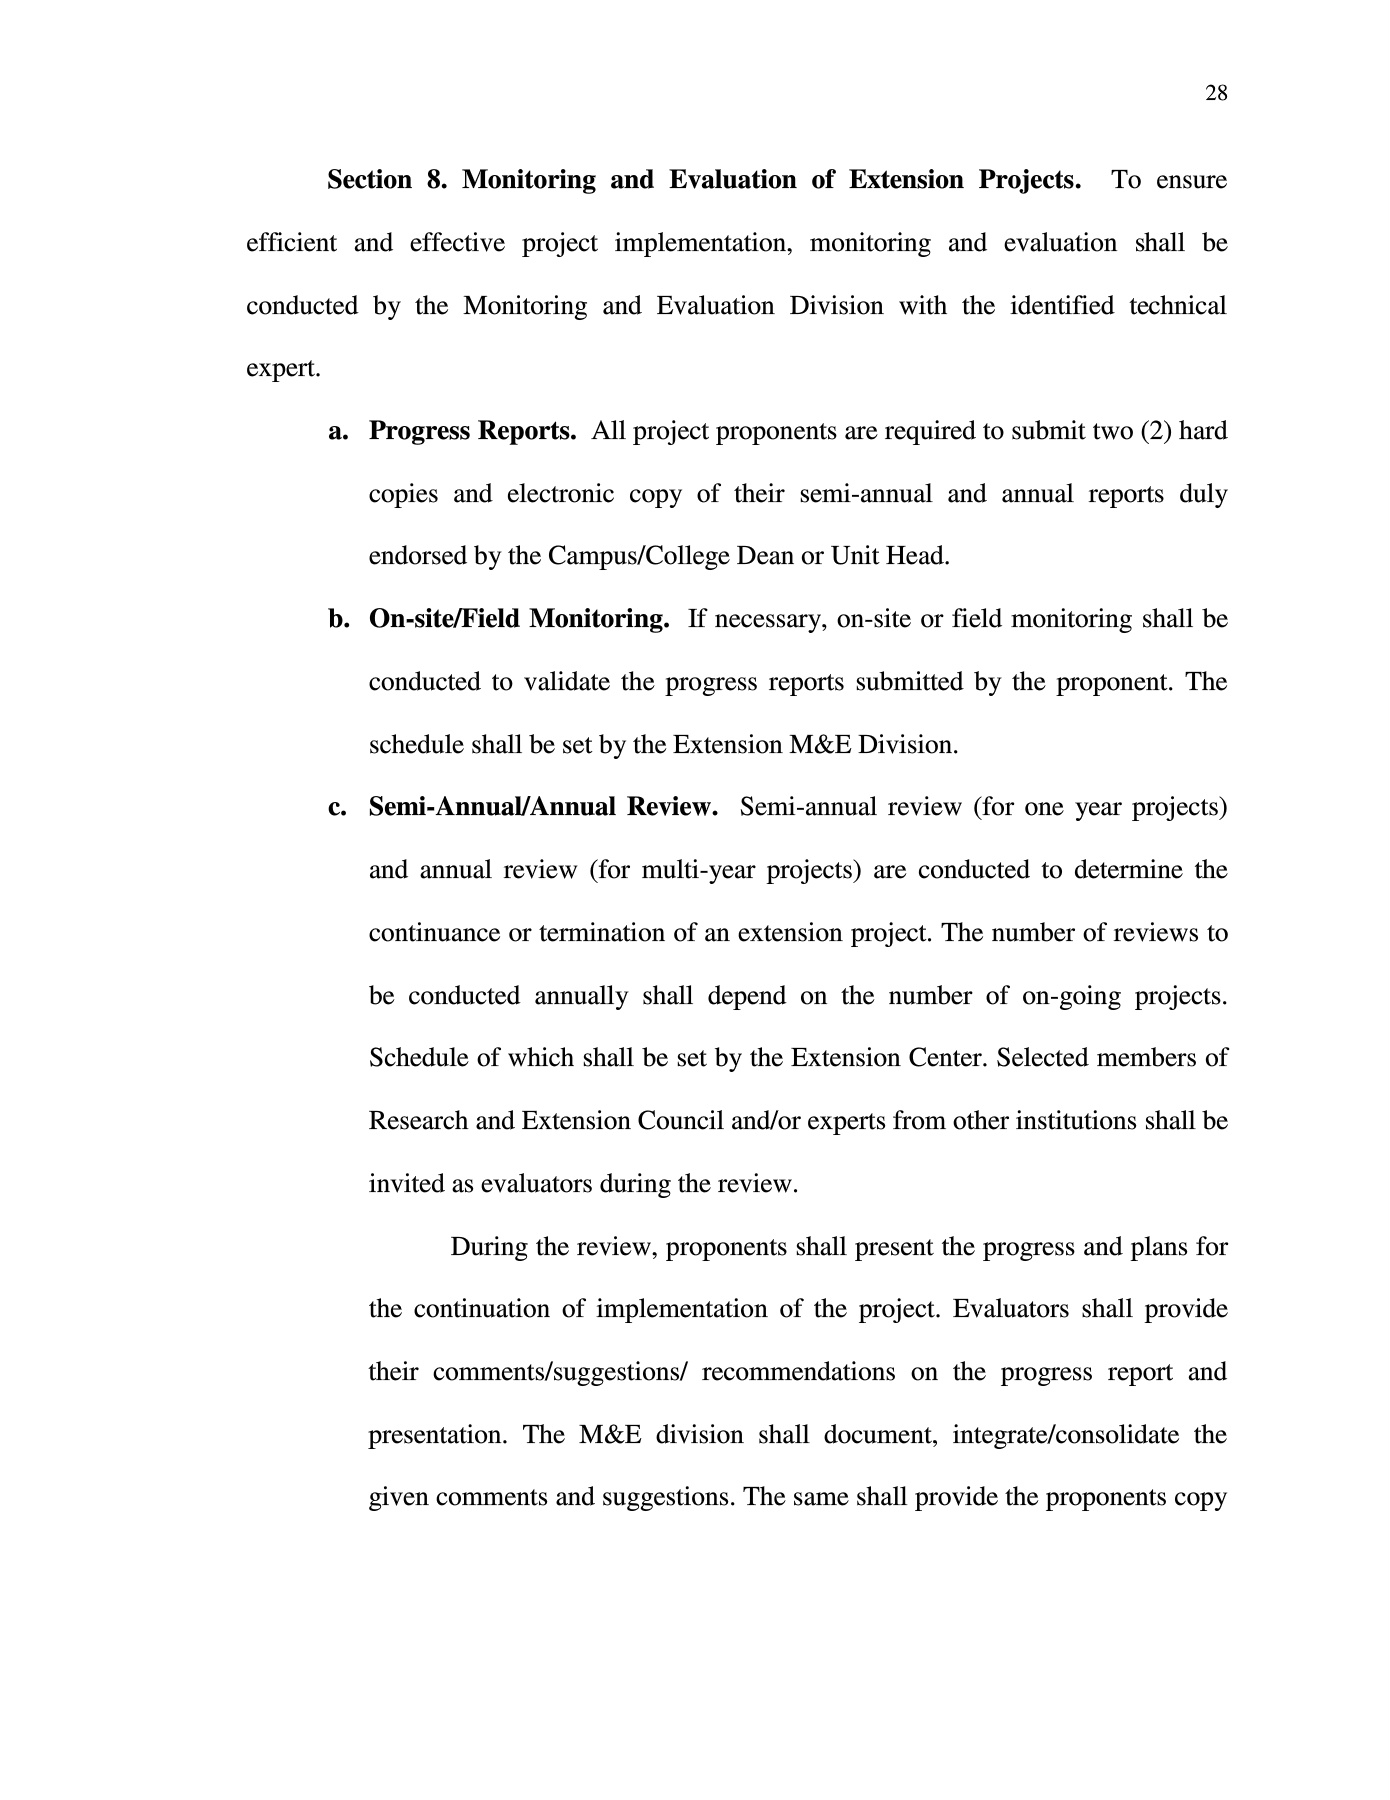 28
Section 8. Monitoring and Evaluation of Extension Projects. To ensure
efficient and effective project implementation, monitoring and evaluation shall be
conducted by the Monitoring and Evaluation Division with the identified technical
expert.
a. Progress Reports. All project proponents are required to submit two (2) hard
copies and electronic copy of their semi-annual and annual reports duly
endorsed by the Campus/College Dean or Unit Head.
b. On-site/Field Monitoring. If necessary, on-site or field monitoring shall be
conducted to validate the progress reports submitted by the proponent. The
schedule shall be set by the Extension M&E Division.
c. Semi-Annual/Annual Review. Semi-annual review (for one year projects)
and annual review (for multi-year projects) are conducted to determine the
continuance or termination of an extension project. The number of reviews to
be conducted annually shall depend on the number of on-going projects.
Schedule of which shall be set by the Extension Center. Selected members of
Research and Extension Council and/or experts from other institutions shall be
invited as evaluators during the review.
During the review, proponents shall present the progress and plans for
the continuation of implementation of the project. Evaluators shall provide
their comments/suggestions/ recommendations on the progress report and
presentation. The M&E division shall document, integrate/consolidate the
given comments and suggestions. The same shall provide the proponents copy